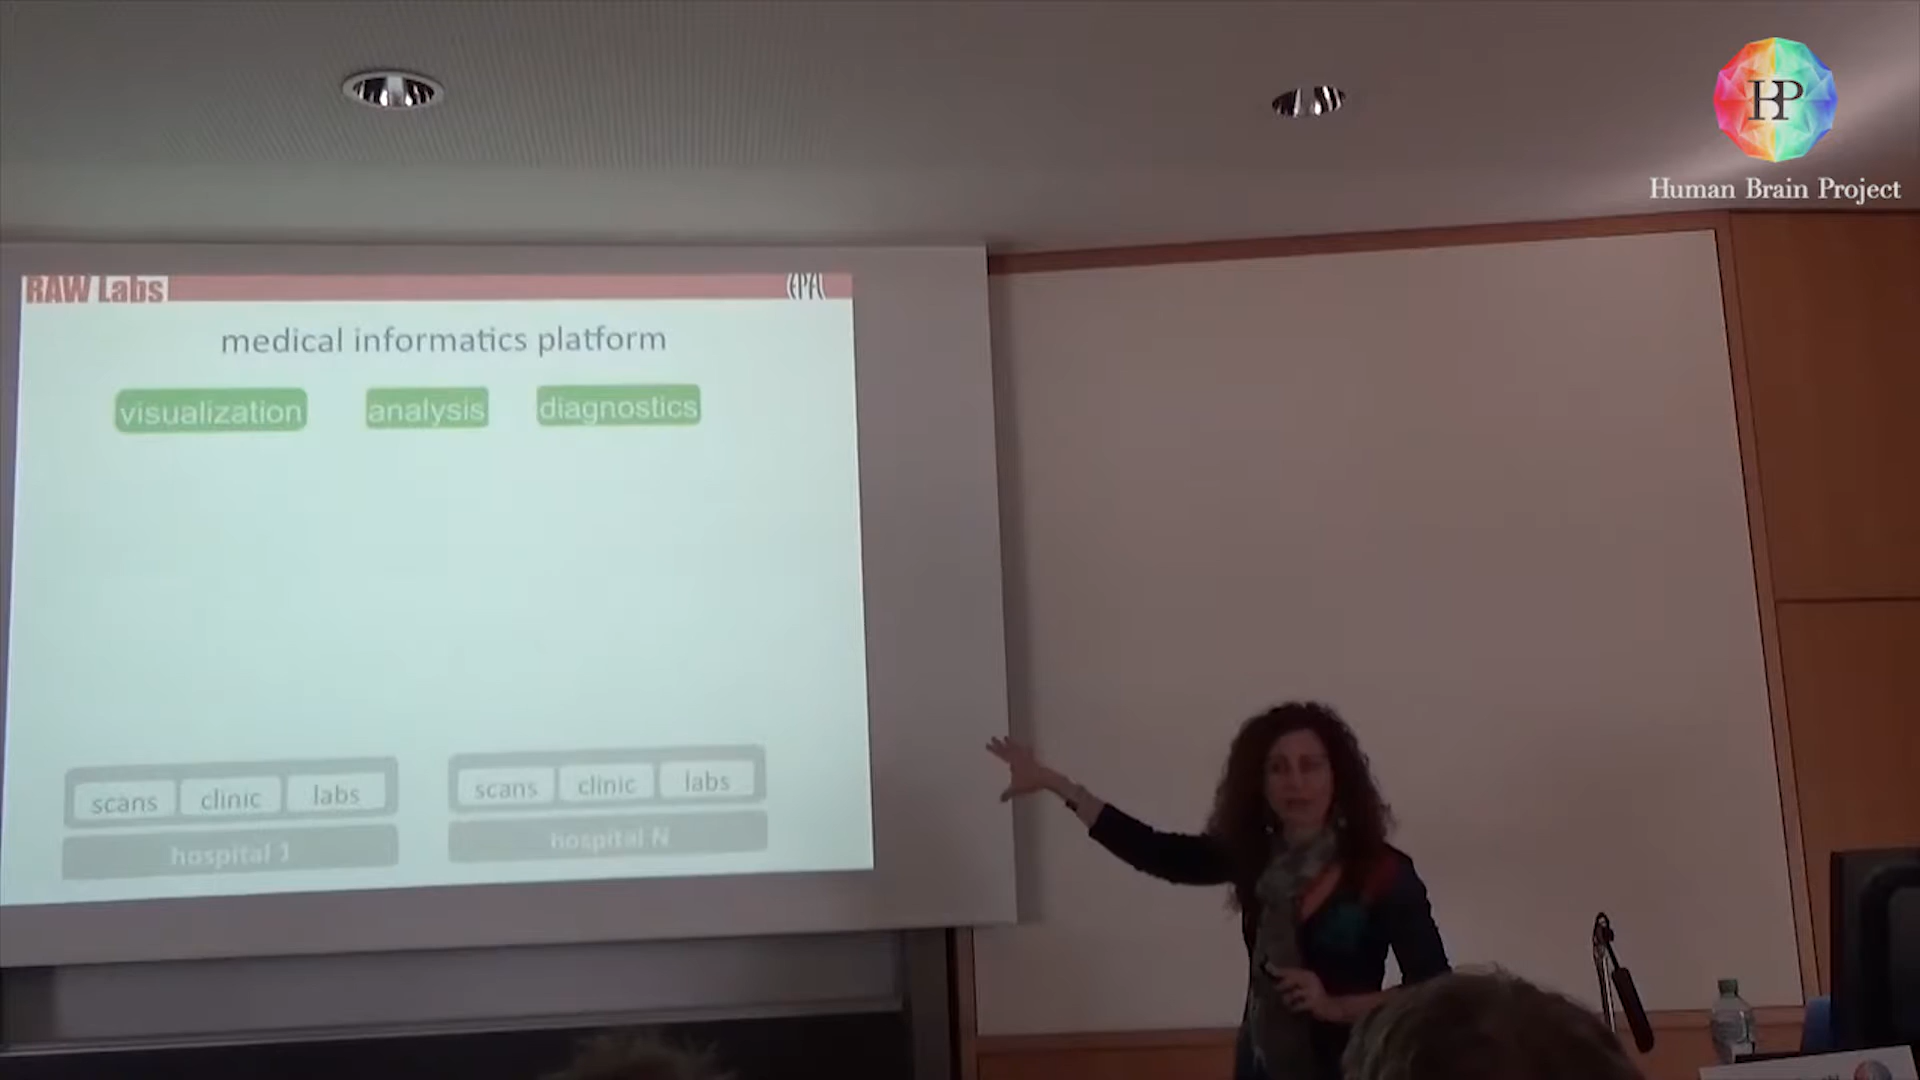 HBP
Human Brain Project
RAW Labs
EPFL
medical informatics platform
visualization analysis diagnostics
scans clinic labs scans clinic labs
hospital 1 hospital N